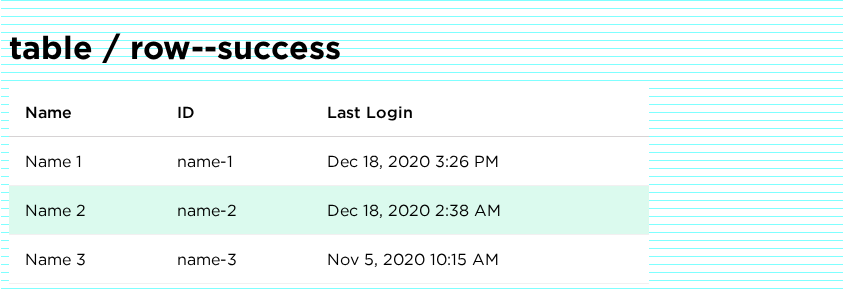 table / row--success
Name ID Last Login
Name 1 name-1 Dec 18, 2020 3:26 PM
Name 2 name-2 Dec 18, 2020 2:38 AM
Name 3 name-3 Nov 5, 2020 10:15 AM